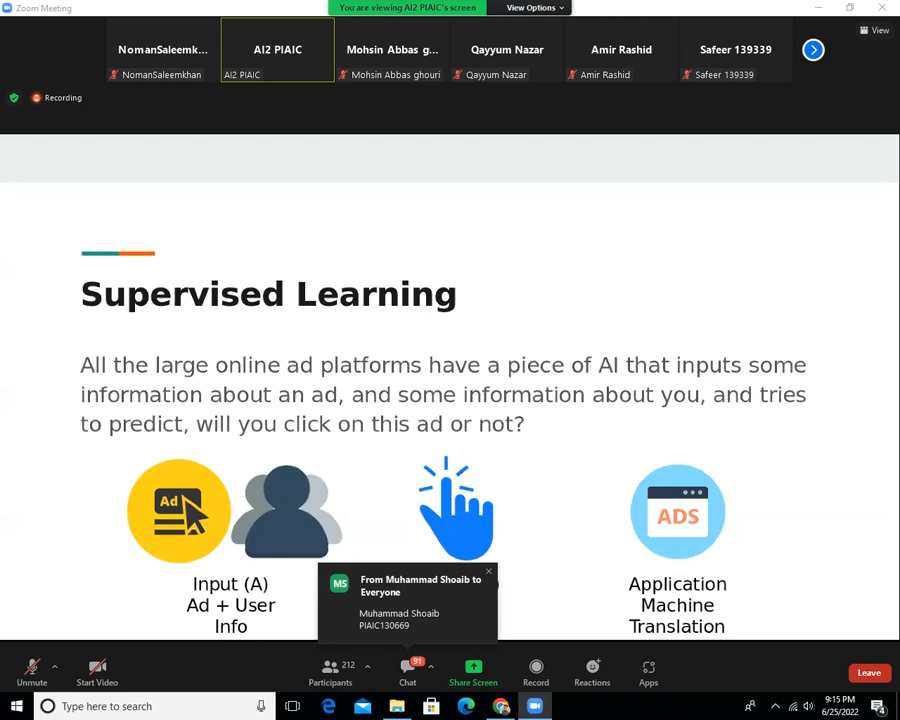 Zoom Meeting
You are viewing AI2 PIAIC's screen
View Options
View
NomanSaleemk...
AI2 PIAIC
Mohsin Abbas g...
Qayyum Nazar
Amir Rashid
Safeer 139339
NomanSaleemkhan
AI2 PIAIC
Mohsin Abbas ghouri
Qayyum Nazar
Amir Rashid
Safeer 139339
Recording
Supervised Learning
All the large online ad platforms have a piece of AI that inputs some
information about an ad, and some information about you, and tries
to predict, will you click on this ad or not?
Ad
ADS
Input (A)
Ad + User
Info
MS
From Muhammad Shoaib to
Everyone
Muhammad Shoaib
PIAIC130669
Application
Machine
Translation
Unmute
Start Video
212
Participants
91
Chat
Share Screen
Record
Reactions
Apps
Leave
Type here to search
9:15 PM
6/25/2022
4